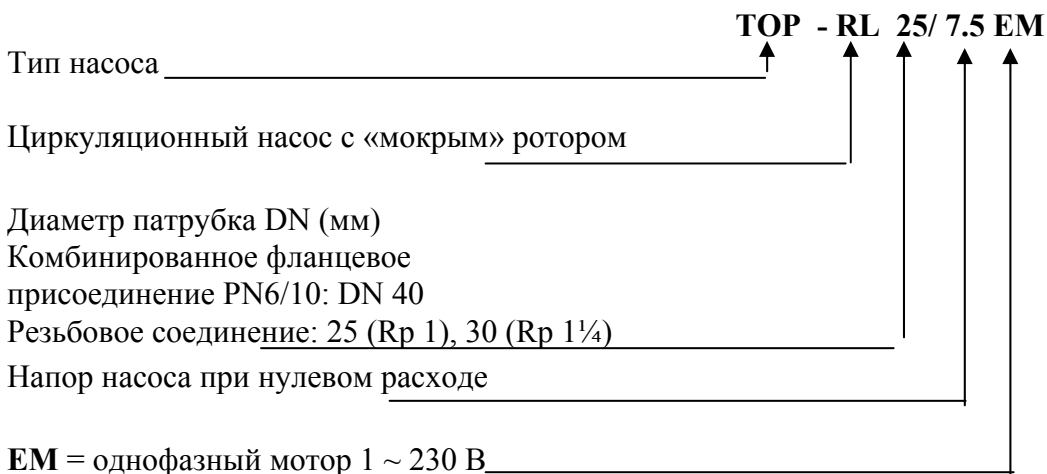 TOP - RL 25/ 7.5 EM
Тип насоса
Циркуляционный насос с «мокрым» ротором
Диаметр патрубка DN (мм)
Комбинированное фланцевое
присоединение PN6/10: DN 40
Резьбовое соединение: 25 (Rp 1), 30 (Rp 1¼)
Напор насоса при нулевом расходе
EM = однофазный мотор 1 ~ 230 В